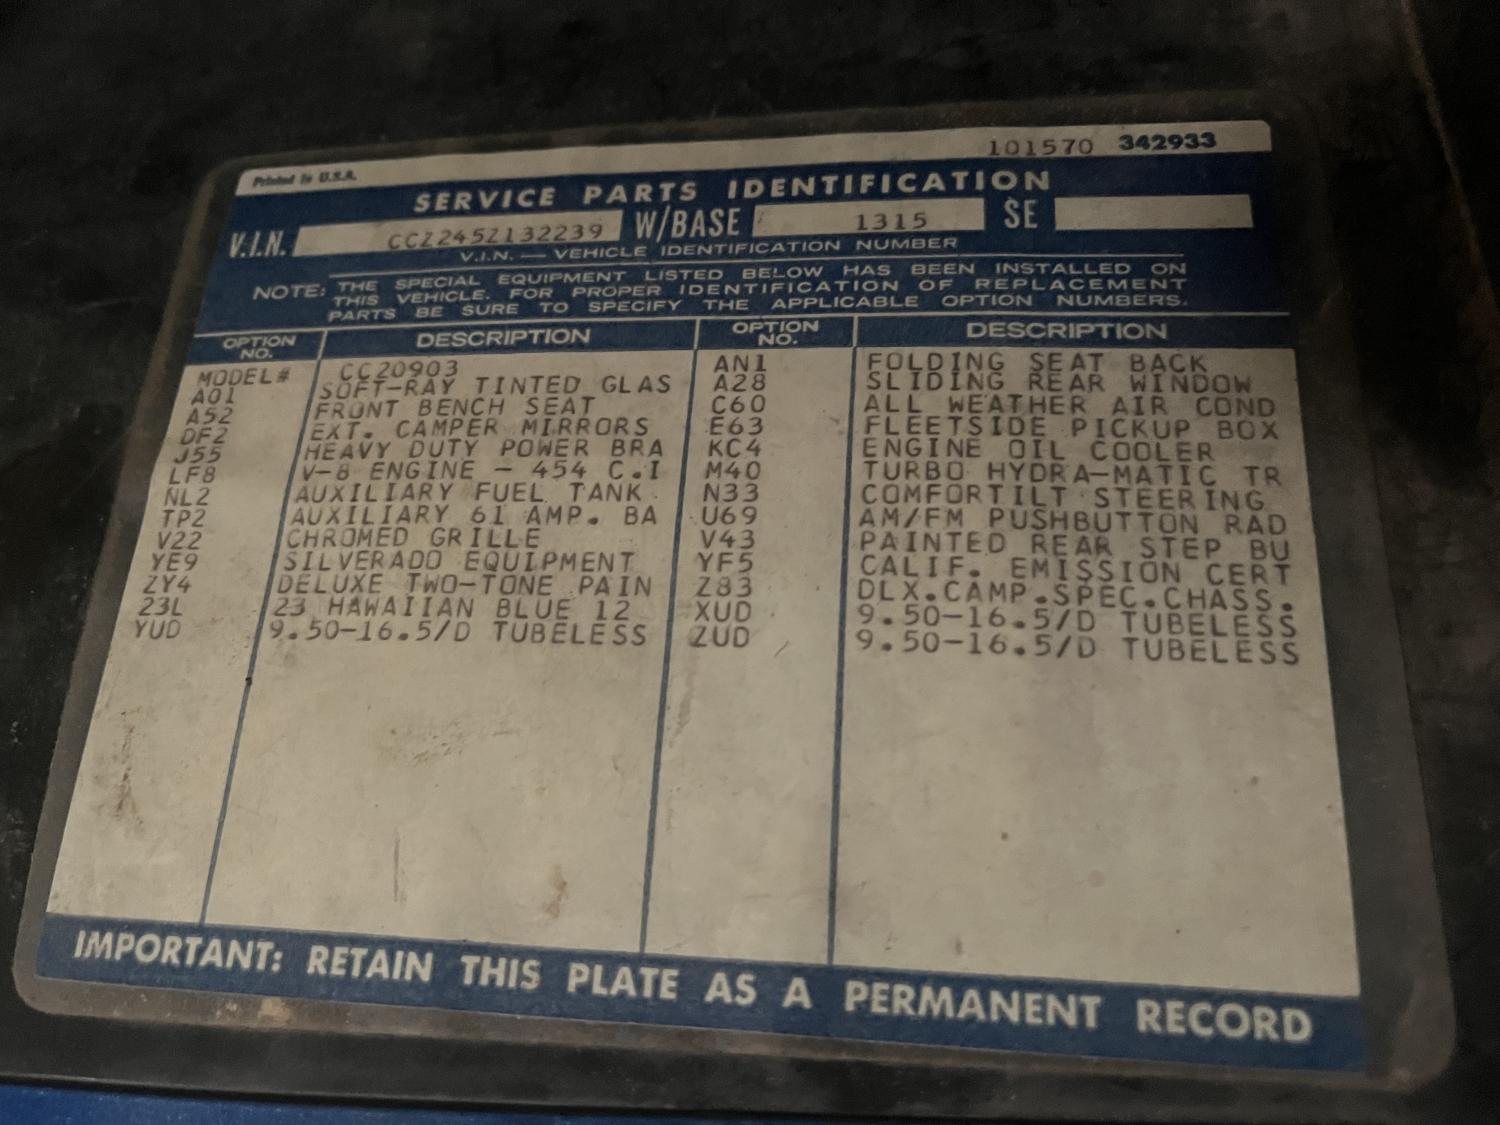 Printed in U.S.A. 101570 342933
SERVICE PARTS IDENTIFICATION
V.I.N. CCZ245Z132239 W/BASE 1315 SE
V.I.N. — VEHICLE IDENTIFICATION NUMBER
NOTE: THE SPECIAL EQUIPMENT LISTED BELOW HAS BEEN INSTALLED ON
THIS VEHICLE. FOR PROPER IDENTIFICATION OF REPLACEMENT
PARTS BE SURE TO SPECIFY THE APPLICABLE OPTION NUMBERS.
OPTION NO. DESCRIPTION OPTION NO. DESCRIPTION
MODEL# CC20903 AN1 FOLDING SEAT BACK
A01 SOFT-RAY TINTED GLAS A28 SLIDING REAR WINDOW
A52 FRONT BENCH SEAT C60 ALL WEATHER AIR COND
DF2 EXT. CAMPER MIRRORS E63 FLEETSIDE PICKUP BOX
J55 HEAVY DUTY POWER BRA KC4 ENGINE OIL COOLER
LF8 V-8 ENGINE - 454 C.I M40 TURBO HYDRA-MATIC TR
NL2 AUXILIARY FUEL TANK N33 COMFORTILT STEERING
TP2 AUXILIARY 61 AMP. BA U69 AM/FM PUSHBUTTON RAD
V22 CHROMED GRILLE V43 PAINTED REAR STEP BU
YE9 SILVERADO EQUIPMENT YF5 CALIF. EMISSION CERT
ZY4 DELUXE TWO-TONE PAIN Z83 DLX.CAMP.SPEC.CHASS.
23L 23 HAWAIIAN BLUE 12 XUD 9.50-16.5/D TUBELESS
YUD 9.50-16.5/D TUBELESS ZUD 9.50-16.5/D TUBELESS
IMPORTANT: RETAIN THIS PLATE AS A PERMANENT RECORD